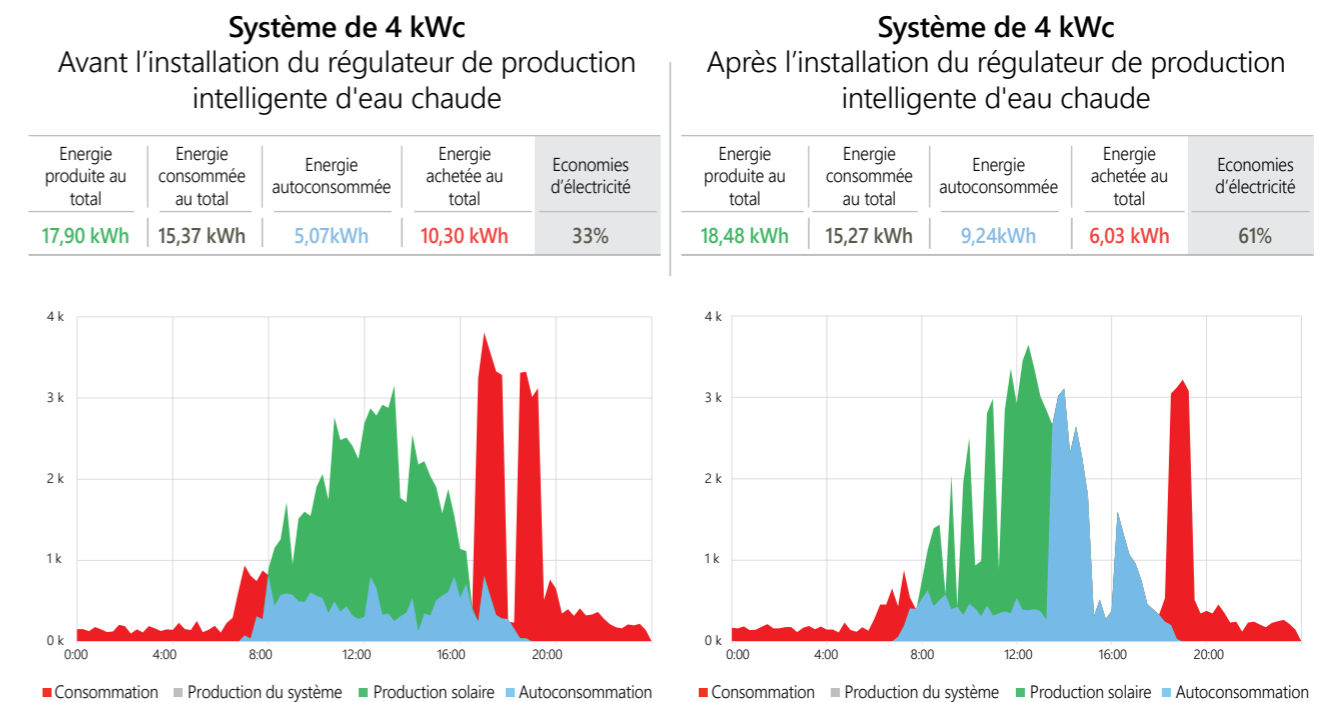 Système de 4 kWc
Avant l’installation du régulateur de production
intelligente d'eau chaude
Energie
produite au
total
Energie
consommée
au total
Energie
autoconsommée
Energie
achetée au
total
Economies
d’électricité
17,90 kWh
15,37 kWh
5,07kWh
10,30 kWh
33%
4 k
3 k
2 k
1 k
0 k
0:00
4:00
8:00
12:00
16:00
20:00
Consommation
Production du système
Production solaire
Autoconsommation
Système de 4 kWc
Après l’installation du régulateur de production
intelligente d'eau chaude
Energie
produite au
total
Energie
consommée
au total
Energie
autoconsommée
Energie
achetée au
total
Economies
d’électricité
18,48 kWh
15,27 kWh
9,24kWh
6,03 kWh
61%
4 k
3 k
2 k
1 k
0 k
0:00
4:00
8:00
12:00
16:00
20:00
Consommation
Production du système
Production solaire
Autoconsommation